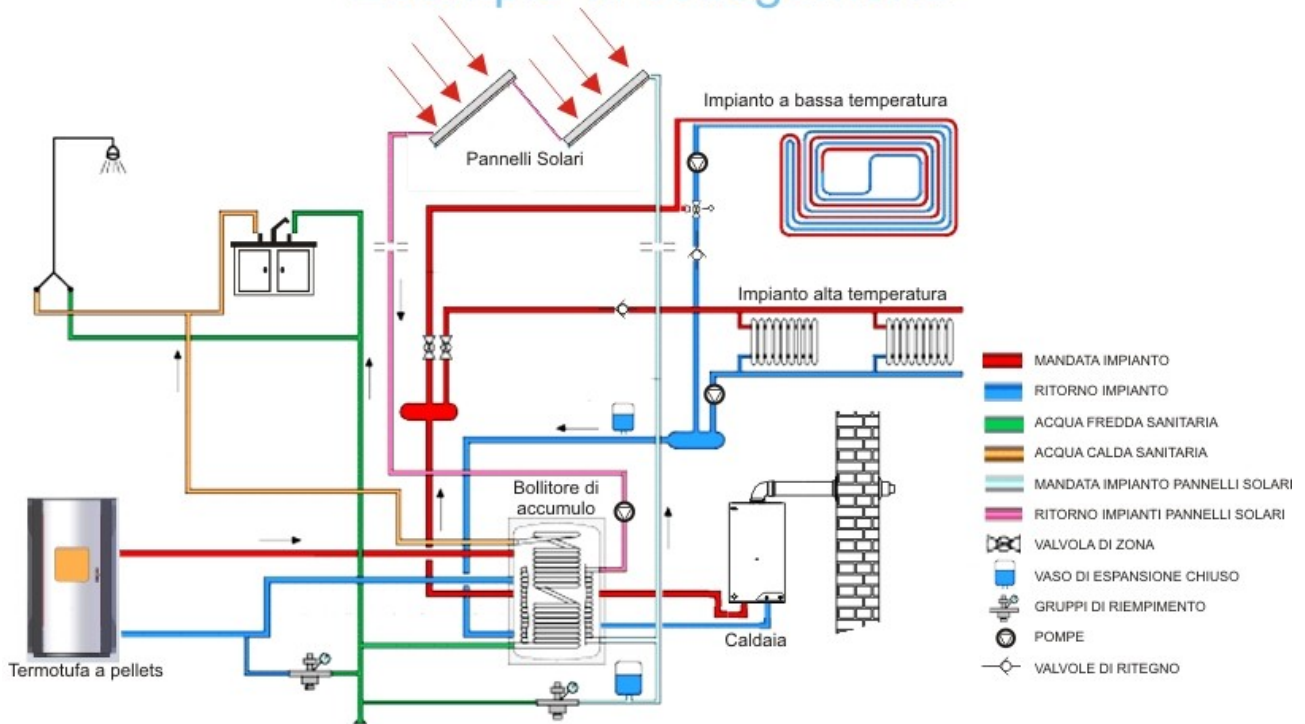 Impianto a bassa temperatura
Pannelli Solari
Impianto alta temperatura
MANDATA IMPIANTO
RITORNO IMPIANTO
ACQUA FREDDA SANITARIA
ACQUA CALDA SANITARIA
MANDATA IMPIANTO PANNELLI SOLARI
RITORNO IMPIANTI PANNELLI SOLARI
VALVOLA DI ZONA
VASO DI ESPANSIONE CHIUSO
GRUPPI DI RIEMPIMENTO
POMPE
VALVOLE DI RITEGNO
Bollitore di
accumulo
Caldaia
Termotufa a pellets